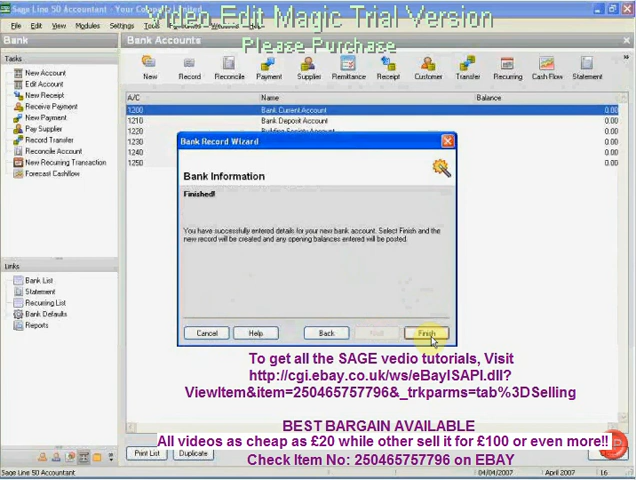 Sage Line 50 Accountant - Your Company Limited
Video Edit Magic Trial Version
Please Purchase
File Edit View Modules Settings Tools
Bank
Bank Accounts
Tasks
New Account
Edit Account
New Receipt
Receive Payment
New Payment
Pay Supplier
Record Transfer
Reconcile Account
New Recurring Transaction
Forecast Cashflow
New Record Reconcile Payment Supplier Remittance Receipt Customer Transfer Recurring Cash Flow Statement
A/C Name Balance
1200 Bank Current Account 0.00
1210 Bank Deposit Account 0.00
1220 Building Society Account 0.00
1230 0.00
1240 0.00
1250 0.00
Bank Record Wizard
Bank Information
Finished!
You have successfully entered details for your new bank account. Select Finish and the
new record will be created and any opening balances entered will be posted.
Cancel Help Back Next Finish
Links
Bank List
Statement
Recurring List
Bank Defaults
Reports
To get all the SAGE vedio tutorials, Visit
http://cgi.ebay.co.uk/ws/eBayISAPI.dll?
ViewItem&item=250465757796&_trkparms=tab%3DSelling
BEST BARGAIN AVAILABLE
All videos as cheap as £20 while other sell it for £100 or even more!!
Check Item No: 250465757796 on EBAY
Print List Duplicate
Sage Line 50 Accountant 04/04/2007 April 2007 16